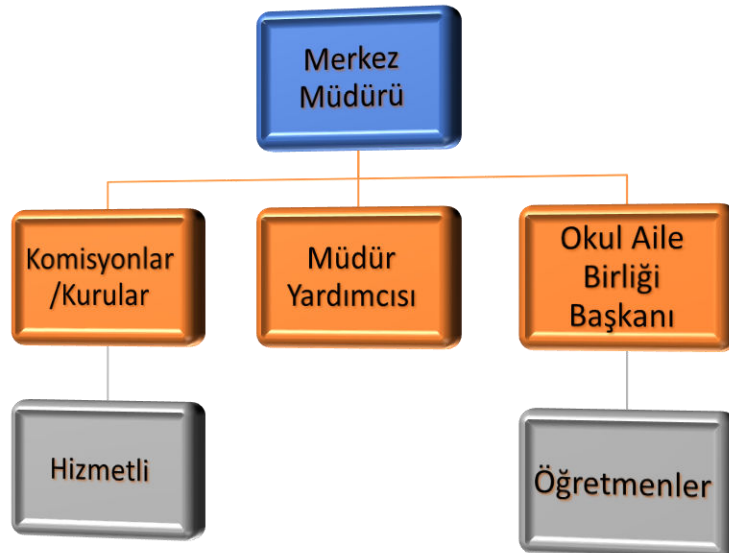 Merkez
Müdürü
Komisyonlar
/Kurular
Müdür
Yardımcısı
Okul Aile
Birliği
Başkanı
Hizmetli
Öğretmenler